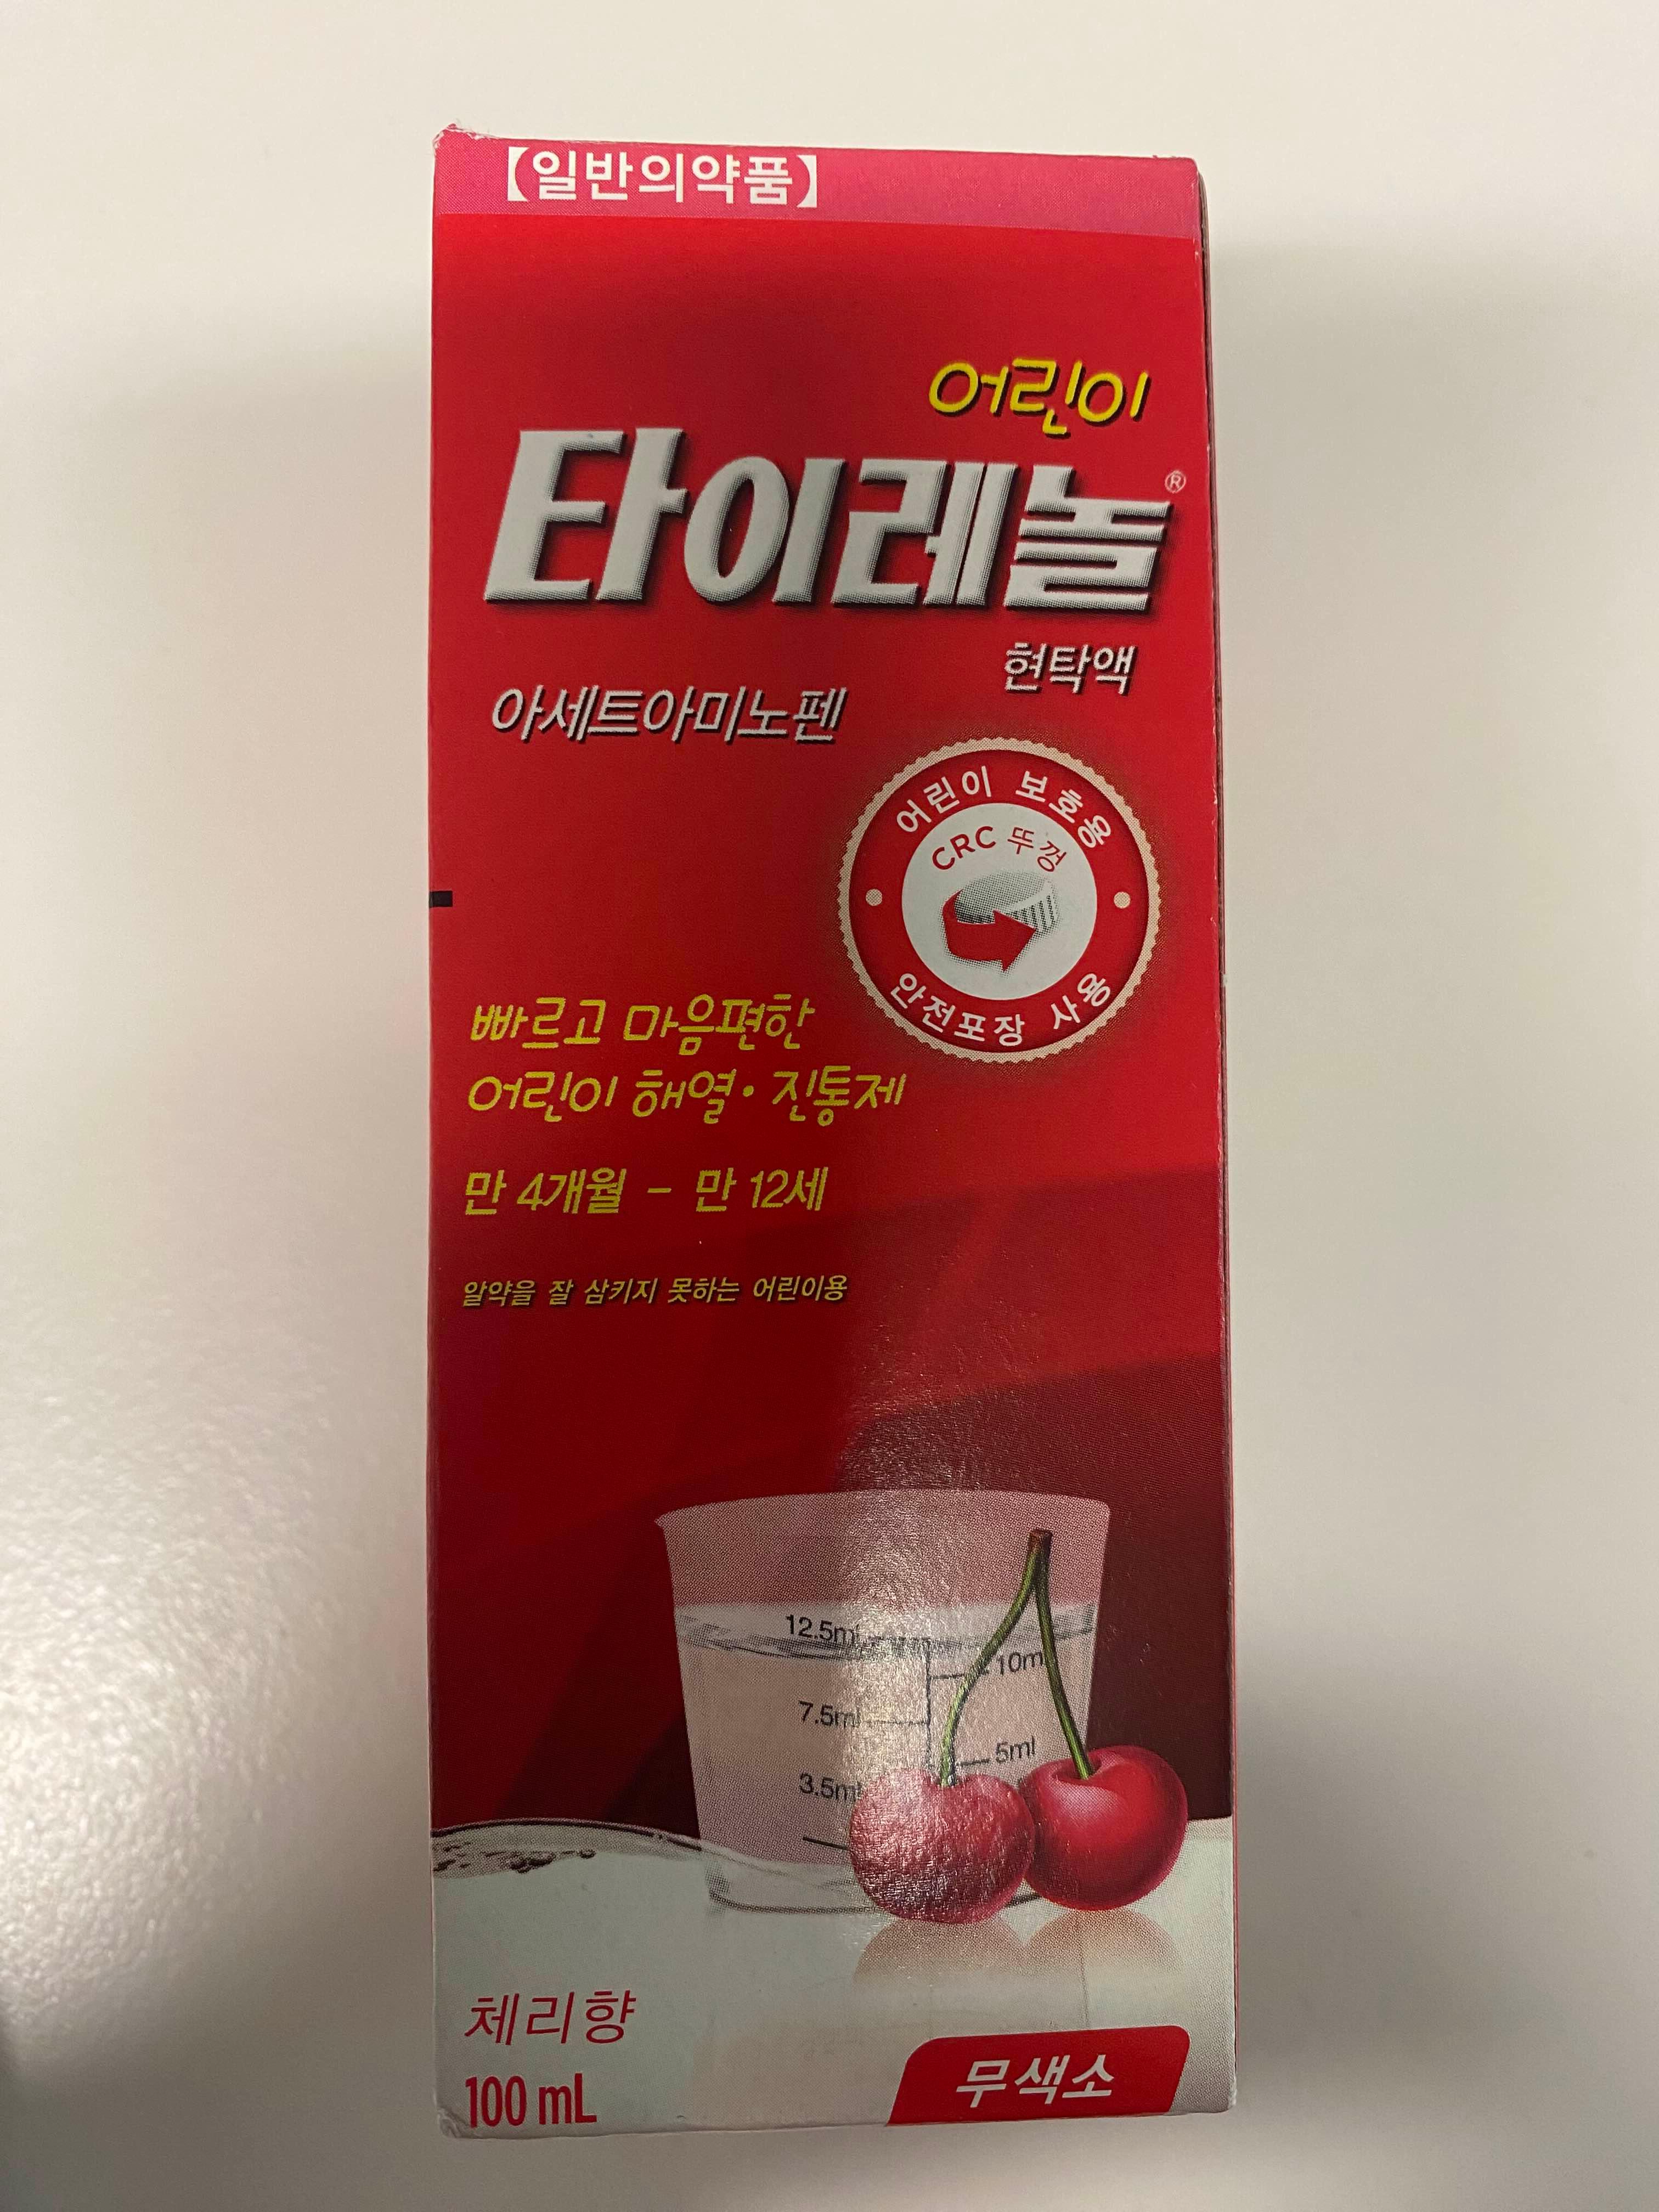 【일반의약품】
어린이
타이레놀®
현탁액
아세트아미노펜
어린이 보호용
CRC 뚜껑
안전포장 사용
빠르고 마음편한
어린이 해열·진통제
만 4개월 - 만 12세
알약을 잘 삼키지 못하는 어린이용
12.5ml
10ml
7.5ml
5ml
3.5ml
체리향
100 mL
무색소